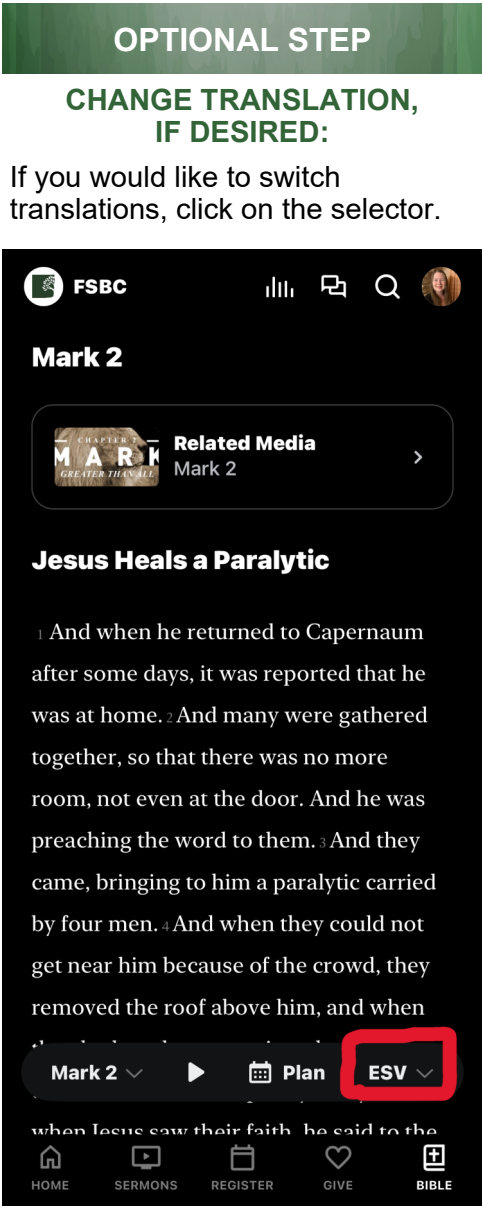 OPTIONAL STEP
CHANGE TRANSLATION,
IF DESIRED:
If you would like to switch
translations, click on the selector.
FSBC
Mark 2
CHAPTER
MARK
GREATER THAN ALL
Related Media
Mark 2
Jesus Heals a Paralytic
1 And when he returned to Capernaum
after some days, it was reported that he
was at home. 2 And many were gathered
together, so that there was no more
room, not even at the door. And he was
preaching the word to them. 3 And they
came, bringing to him a paralytic carried
by four men. 4 And when they could not
get near him because of the crowd, they
removed the roof above him, and when
Mark 2
Plan
ESV
when Jesus saw their faith, he said to the
HOME
SERMONS
REGISTER
GIVE
BIBLE